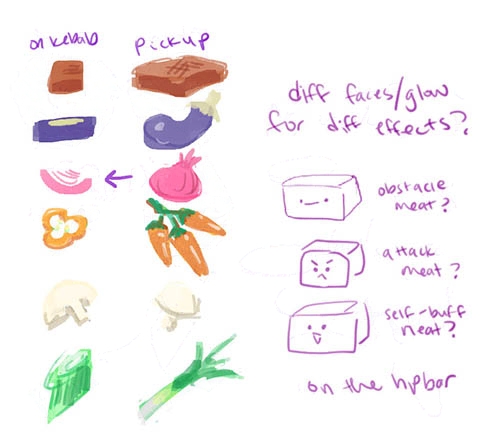 on kebab
pickup
diff faces/glow
for diff effects?
obstacle
meat?
attack
meat?
self-buff
meat?
on the hpbar